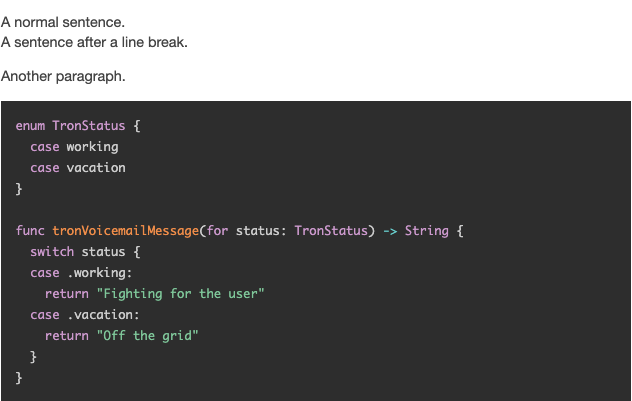 A normal sentence.
A sentence after a line break.
Another paragraph.
enum TronStatus {
  case working
  case vacation
}

func tronVoicemailMessage(for status: TronStatus) -> String {
  switch status {
  case .working:
    return "Fighting for the user"
  case .vacation:
    return "Off the grid"
  }
}